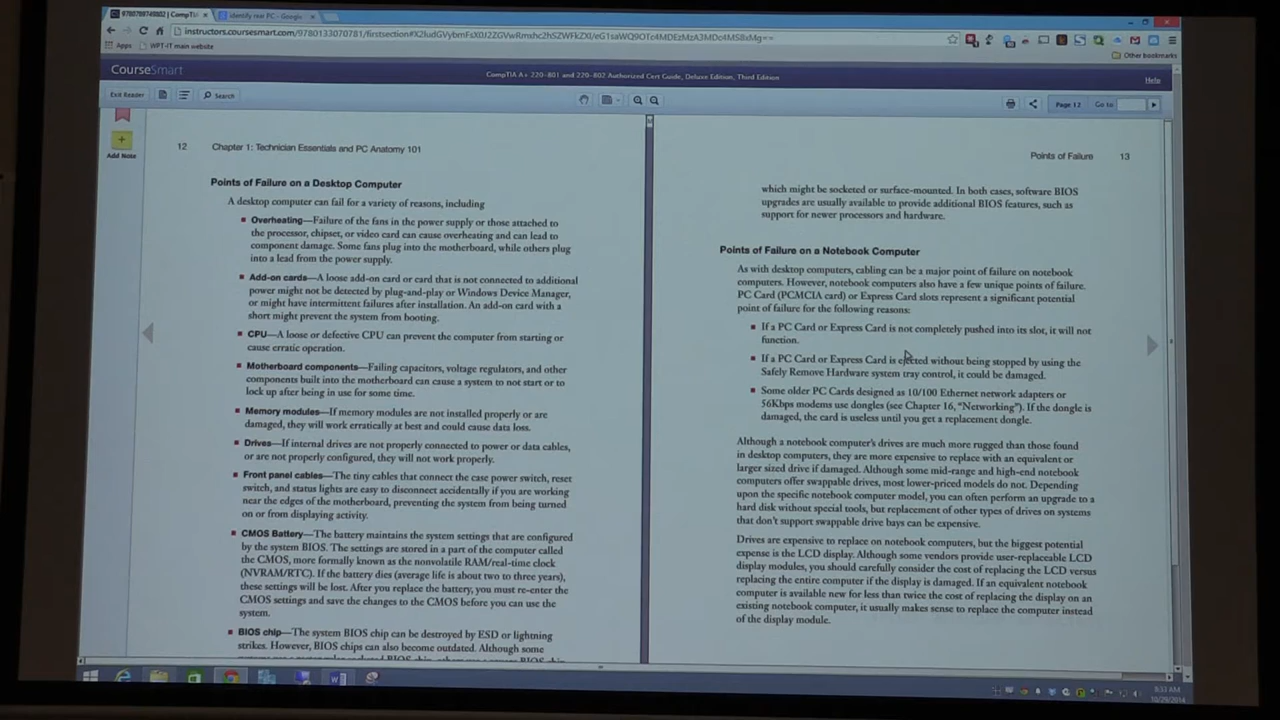 9780789749802 | CompTI
identify rear PC - Google
Apps WPT-IT main website
Other bookmarks
CourseSmart
CompTIA A+ 220-801 and 220-802 Authorized Cert Guide, Deluxe Edition, Third Edition
Help
Exit Reader
Search
Page 12
Go to
Add Note
12 Chapter 1: Technician Essentials and PC Anatomy 101
Points of Failure on a Desktop Computer
A desktop computer can fail for a variety of reasons, including
■ Overheating—Failure of the fans in the power supply or those attached to
the processor, chipset, or video card can cause overheating and can lead to
component damage. Some fans plug into the motherboard, while others plug
into a lead from the power supply.
■ Add-on cards—A loose add-on card or card that is not connected to additional
power might not be detected by plug-and-play or Windows Device Manager,
or might have intermittent failures after installation. An add-on card with a
short might prevent the system from booting.
■ CPU—A loose or defective CPU can prevent the computer from starting or
cause erratic operation.
■ Motherboard components—Failing capacitors, voltage regulators, and other
components built into the motherboard can cause a system to not start or to
lock up after being in use for some time.
■ Memory modules—If memory modules are not installed properly or are
damaged, they will work erratically at best and could cause data loss.
■ Drives—If internal drives are not properly connected to power or data cables,
or are not properly configured, they will not work properly.
■ Front panel cables—The tiny cables that connect the case power switch, reset
switch, and status lights are easy to disconnect accidentally if you are working
near the edges of the motherboard, preventing the system from being turned
on or from displaying activity.
■ CMOS Battery—The battery maintains the system settings that are configured
by the system BIOS. The settings are stored in a part of the computer called
the CMOS, more formally known as the nonvolatile RAM/real-time clock
(NVRAM/RTC). If the battery dies (average life is about two to three years),
these settings will be lost. After you replace the battery, you must re-enter the
CMOS settings and save the changes to the CMOS before you can use the
system.
■ BIOS chip—The system BIOS chip can be destroyed by ESD or lightning
strikes. However, BIOS chips can also become outdated. Although some
Points of Failure 13
which might be socketed or surface-mounted. In both cases, software BIOS
upgrades are usually available to provide additional BIOS features, such as
support for newer processors and hardware.
Points of Failure on a Notebook Computer
As with desktop computers, cabling can be a major point of failure on notebook
computers. However, notebook computers also have a few unique points of failure.
PC Card (PCMCIA card) or Express Card slots represent a significant potential
point of failure for the following reasons:
■ If a PC Card or Express Card is not completely pushed into its slot, it will not
function.
■ If a PC Card or Express Card is ejected without being stopped by using the
Safely Remove Hardware system tray control, it could be damaged.
■ Some older PC Cards designed as 10/100 Ethernet network adapters or
56Kbps modems use dongles (see Chapter 16, "Networking"). If the dongle is
damaged, the card is useless until you get a replacement dongle.
Although a notebook computer's drives are much more rugged than those found
in desktop computers, they are more expensive to replace with an equivalent or
larger sized drive if damaged. Although some mid-range and high-end notebook
computers offer swappable drives, most lower-priced models do not. Depending
upon the specific notebook computer model, you can often perform an upgrade to a
hard disk without special tools, but replacement of other types of drives on systems
that don't support swappable drive bays can be expensive.
Drives are expensive to replace on notebook computers, but the biggest potential
expense is the LCD display. Although some vendors provide user-replaceable LCD
display modules, you should carefully consider the cost of replacing the LCD versus
replacing the entire computer if the display is damaged. If an equivalent notebook
computer is available new for less than twice the cost of replacing the display on an
existing notebook computer, it usually makes sense to replace the computer instead
of the display module.
9:33 AM
10/29/2014